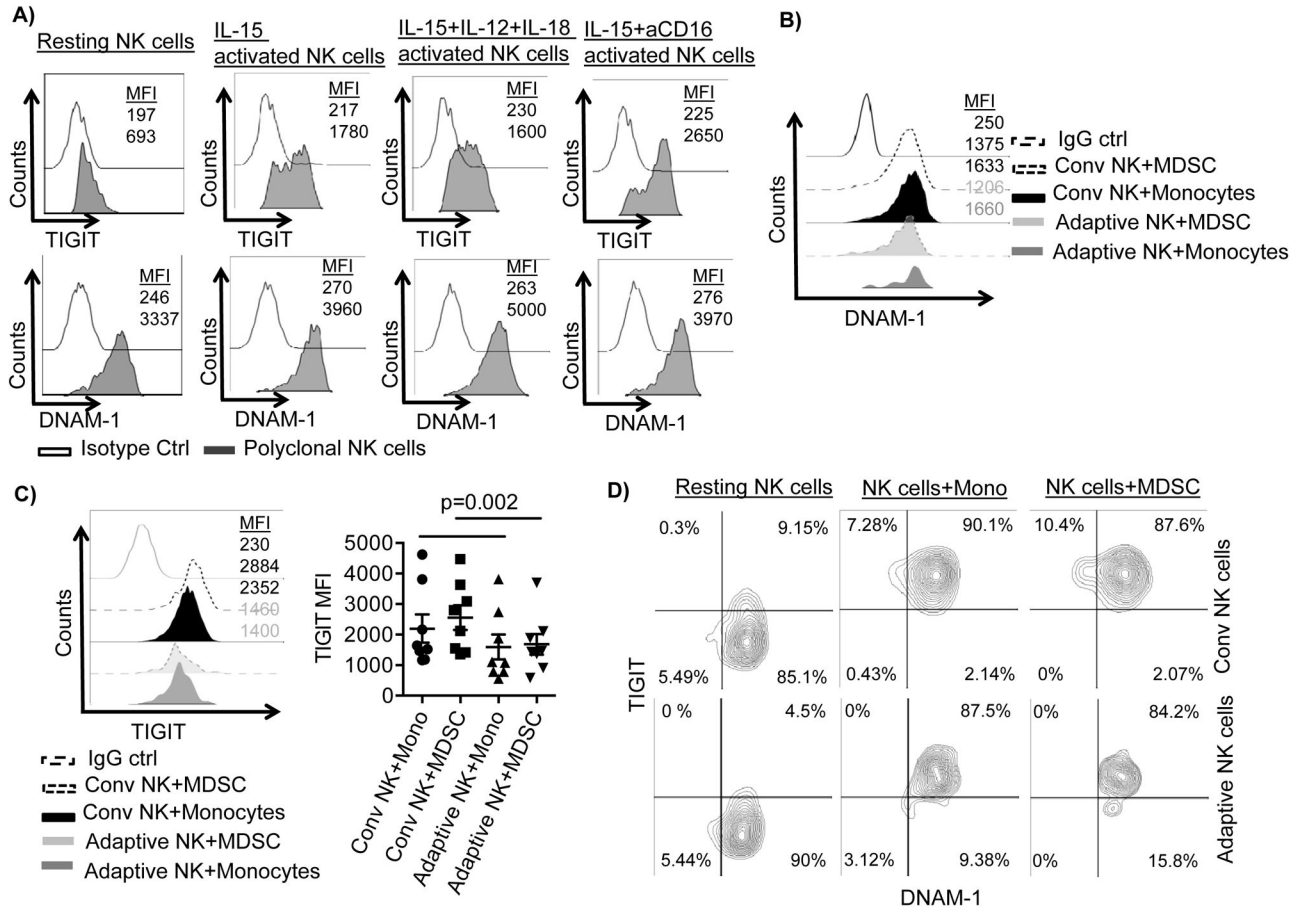 A)
Resting NK cells
IL-15
activated NK cells
IL-15+IL-12+IL-18
activated NK cells
IL-15+aCD16
activated NK cells
Counts
MFI
197
693
TIGIT
Counts
MFI
217
1780
TIGIT
Counts
MFI
230
1600
TIGIT
Counts
MFI
225
2650
TIGIT
Counts
MFI
246
3337
DNAM-1
Counts
MFI
270
3960
DNAM-1
Counts
MFI
263
5000
DNAM-1
Counts
MFI
276
3970
DNAM-1
Isotype Ctrl
Polyclonal NK cells
B)
Counts
MFI
250
1375
1633
1206
1660
DNAM-1
IgG ctrl
Conv NK+MDSC
Conv NK+Monocytes
Adaptive NK+MDSC
Adaptive NK+Monocytes
C)
Counts
MFI
230
2884
2352
1460
1400
TIGIT
IgG ctrl
Conv NK+MDSC
Conv NK+Monocytes
Adaptive NK+MDSC
Adaptive NK+Monocytes
p=0.002
TIGIT MFI
5000
4000
3000
2000
1000
0
Conv NK+Mono
Conv NK+MDSC
Adaptive NK+Mono
Adaptive NK+MDSC
D)
Resting NK cells
NK cells+Mono
NK cells+MDSC
0.3% 9.15% 7.28% 90.1% 10.4% 87.6%
5.49% 85.1% 0.43% 2.14% 0% 2.07%
Conv NK cells
TIGIT
0 % 4.5% 0% 87.5% 0% 84.2%
5.44% 90% 3.12% 9.38% 0% 15.8%
Adaptive NK cells
DNAM-1